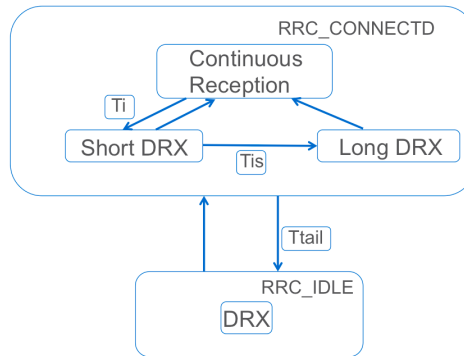 RRC_CONNECTD
Continuous
Reception
Ti
Short DRX
Tis
Long DRX
Ttail
RRC_IDLE
DRX